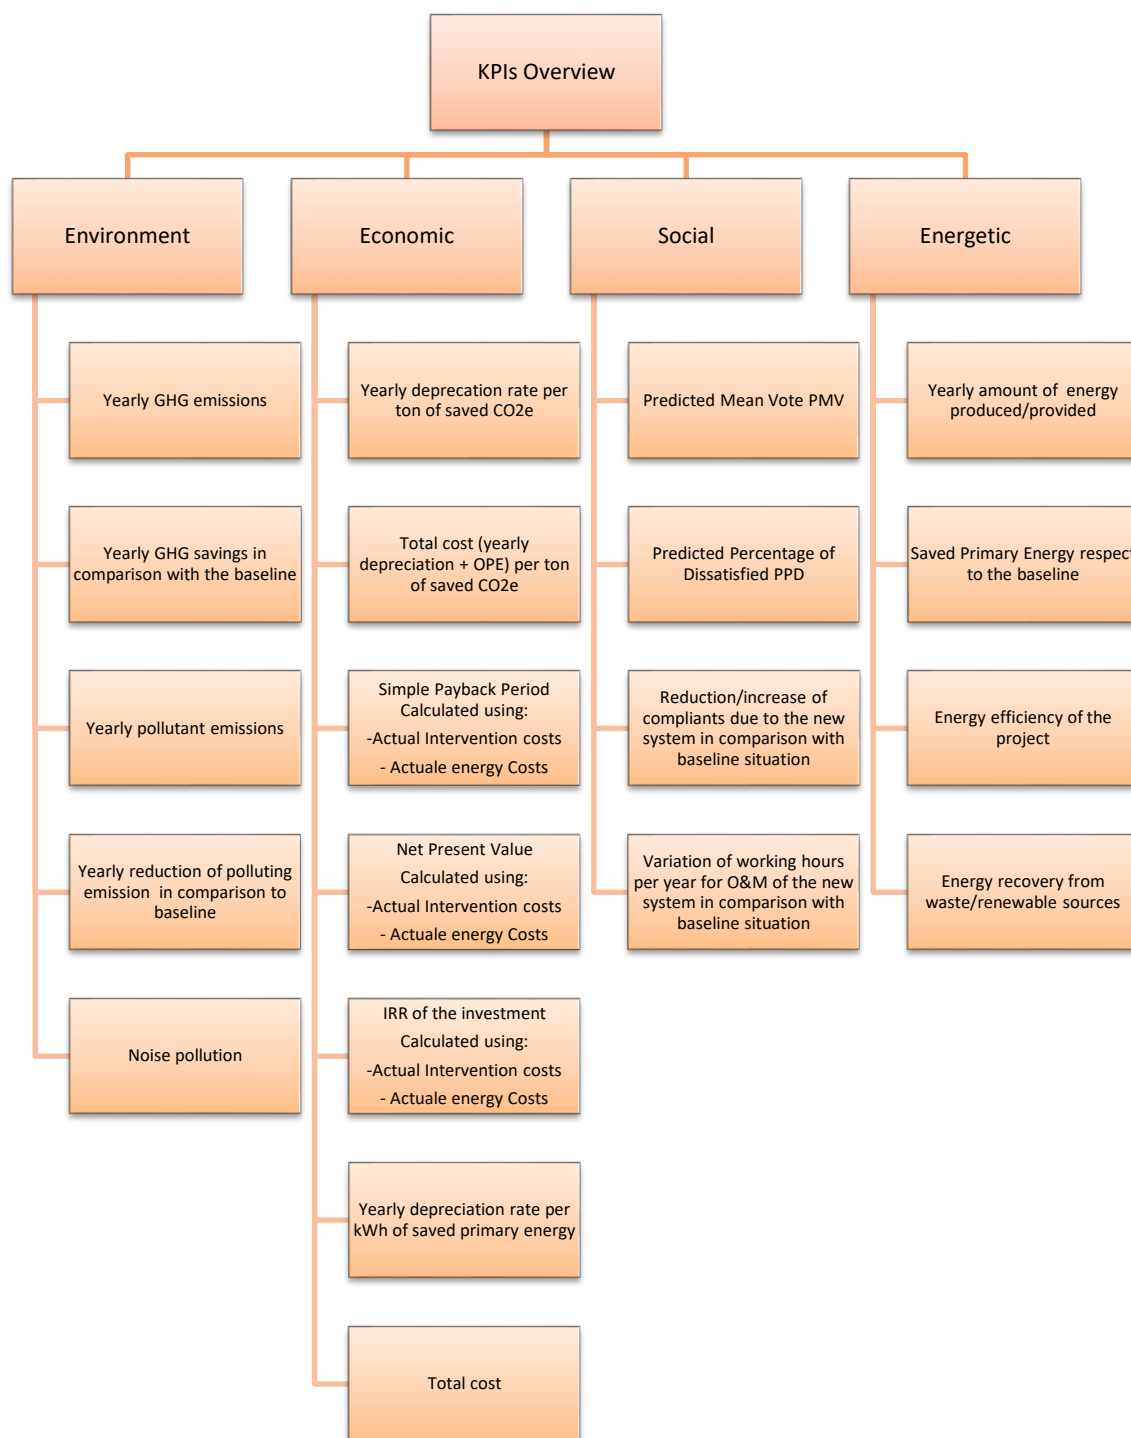 KPIs Overview
Environment
Economic
Social
Energetic
Yearly GHG emissions
Yearly GHG savings in
comparison with the baseline
Yearly pollutant emissions
Yearly reduction of polluting
emission in comparison to
baseline
Noise pollution
Yearly deprecation rate per
ton of saved CO2e
Total cost (yearly
depreciation + OPE) per ton
of saved CO2e
Simple Payback Period
Calculated using:
-Actual Intervention costs
- Actuale energy Costs
Net Present Value
Calculated using:
-Actual Intervention costs
- Actuale energy Costs
IRR of the investment
Calculated using:
-Actual Intervention costs
- Actuale energy Costs
Yearly depreciation rate per
kWh of saved primary energy
Total cost
Predicted Mean Vote PMV
Predicted Percentage of
Dissatisfied PPD
Reduction/increase of
compliants due to the new
system in comparison with
baseline situation
Variation of working hours
per year for O&M of the new
system in comparison with
baseline situation
Yearly amount of energy
produced/provided
Saved Primary Energy respect
to the baseline
Energy efficiency of the
project
Energy recovery from
waste/renewable sources